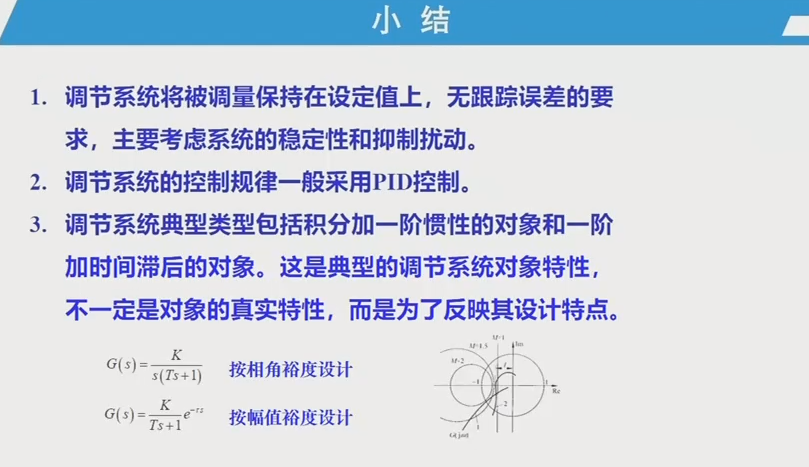 小 结
1. 调节系统将被调量保持在设定值上，无跟踪误差的要
求，主要考虑系统的稳定性和抑制扰动。
2. 调节系统的控制规律一般采用PID控制。
3. 调节系统典型类型包括积分加一阶惯性的对象和一阶
加时间滞后的对象。这是典型的调节系统对象特性，
不一定是对象的真实特性，而是为了反映其设计特点。
G(s)=K/s(Ts+1) 按相角裕度设计
G(s)=K/Ts+1 e^{-τs} 按幅值裕度设计
M=1
M=1.5
Im
M=2
-1
1
Re
2
1
G(jω)